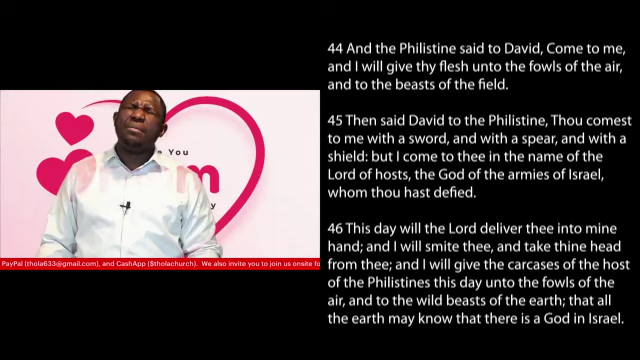 e You
m
y
PayPal (thola633@gmail.com), and CashApp ($tholachurch). We also invite you to join us onsite fo
44 And the Philistine said to David, Come to me,
and I will give thy flesh unto the fowls of the air,
and to the beasts of the field.
45 Then said David to the Philistine, Thou comest
to me with a sword, and with a spear, and with a
shield: but I come to thee in the name of the
Lord of hosts, the God of the armies of Israel,
whom thou hast defied.
46 This day will the Lord deliver thee into mine
hand; and I will smite thee, and take thine head
from thee; and I will give the carcases of the host
of the Philistines this day unto the fowls of the
air, and to the wild beasts of the earth; that all
the earth may know that there is a God in Israel.